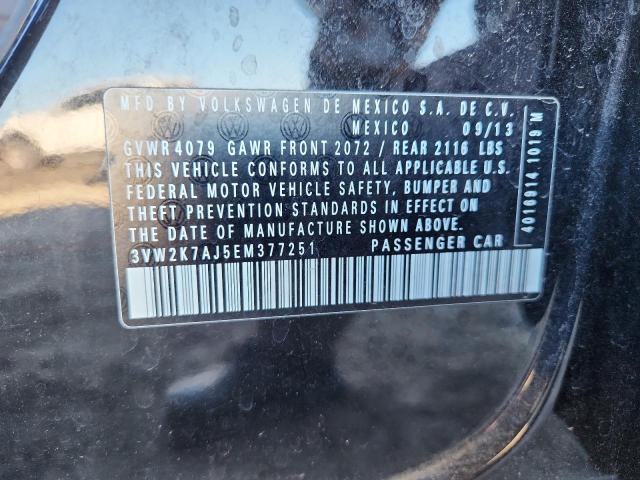 MFD BY VOLKSWAGEN DE MEXICO S.A. DE C.V.
MEXICO 09/13
GVWR 4079 GAWR FRONT 2072 / REAR 2116 LBS
THIS VEHICLE CONFORMS TO ALL APPLICABLE U.S.
FEDERAL MOTOR VEHICLE SAFETY, BUMPER AND
THEFT PREVENTION STANDARDS IN EFFECT ON
THE DATE OF MANUFACTURE SHOWN ABOVE.
3VW2K7AJ5EM377251 PASSENGER CAR
4018014 1019 M